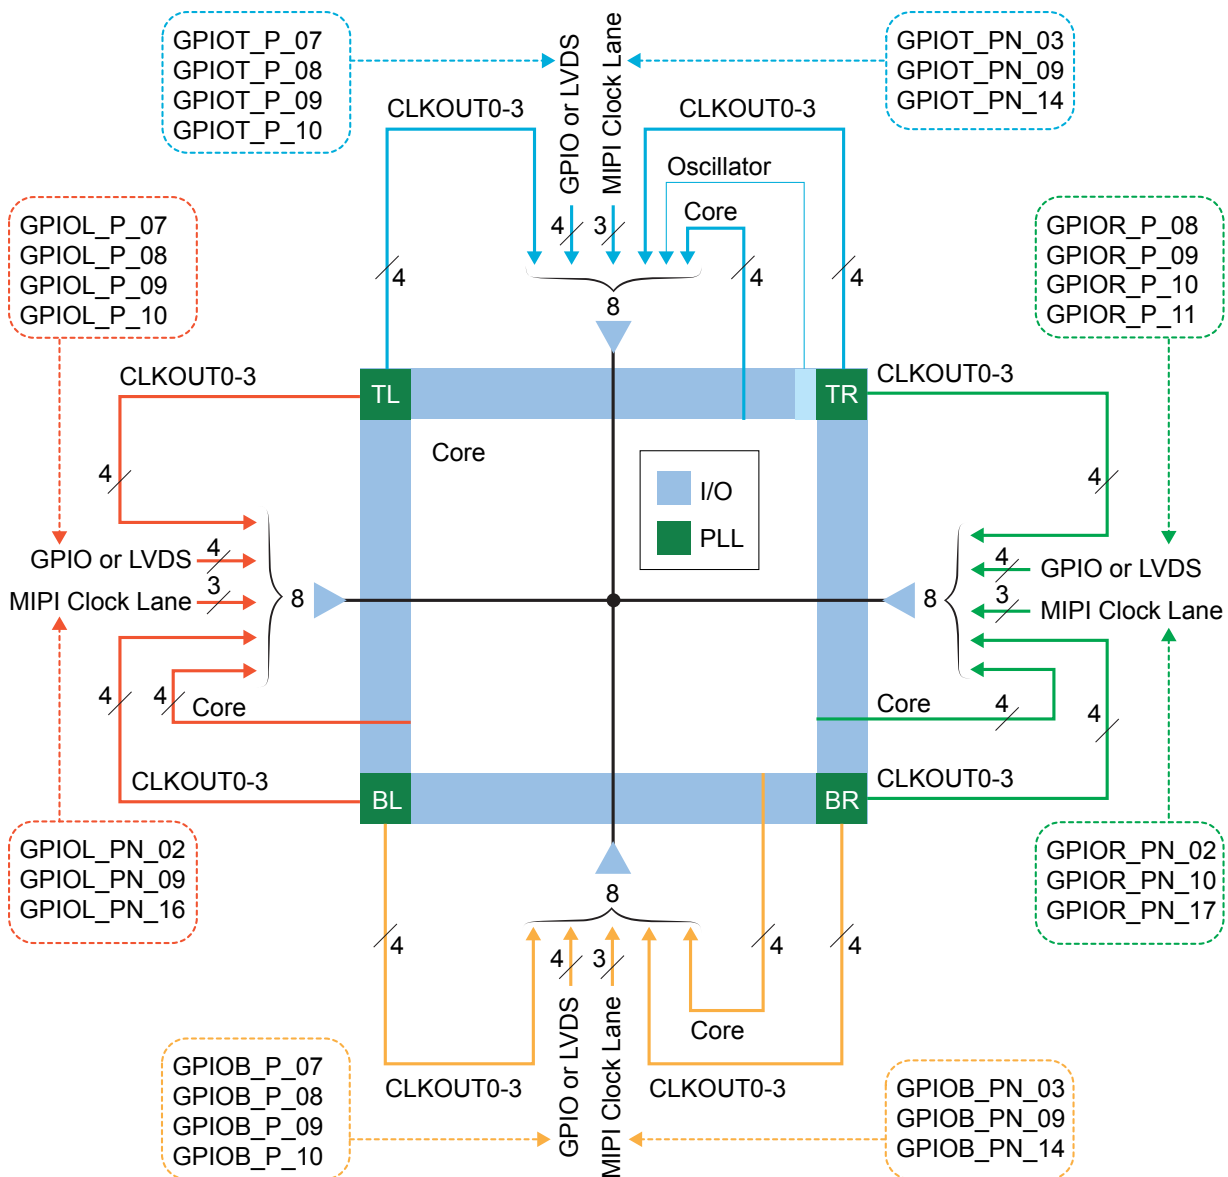 GPIOT_P_07
GPIOT_P_08
GPIOT_P_09
GPIOT_P_10
GPIO or LVDS
MIPI Clock Lane
GPIOT_PN_03
GPIOT_PN_09
GPIOT_PN_14
CLKOUT0-3
CLKOUT0-3
Oscillator
Core
4
3
4
4
4
8
GPIOL_P_07
GPIOL_P_08
GPIOL_P_09
GPIOL_P_10
GPIOR_P_08
GPIOR_P_09
GPIOR_P_10
GPIOR_P_11
CLKOUT0-3
TL
TR
CLKOUT0-3
Core
I/O
PLL
4
4
GPIO or LVDS
4
MIPI Clock Lane
3
8
8
4
GPIO or LVDS
3
MIPI Clock Lane
4
4
Core
Core
4
4
CLKOUT0-3
BL
BR
CLKOUT0-3
GPIOL_PN_02
GPIOL_PN_09
GPIOL_PN_16
GPIOR_PN_02
GPIOR_PN_10
GPIOR_PN_17
8
4
4
3
4
Core
CLKOUT0-3
GPIO or LVDS
MIPI Clock Lane
CLKOUT0-3
GPIOB_P_07
GPIOB_P_08
GPIOB_P_09
GPIOB_P_10
GPIOB_PN_03
GPIOB_PN_09
GPIOB_PN_14